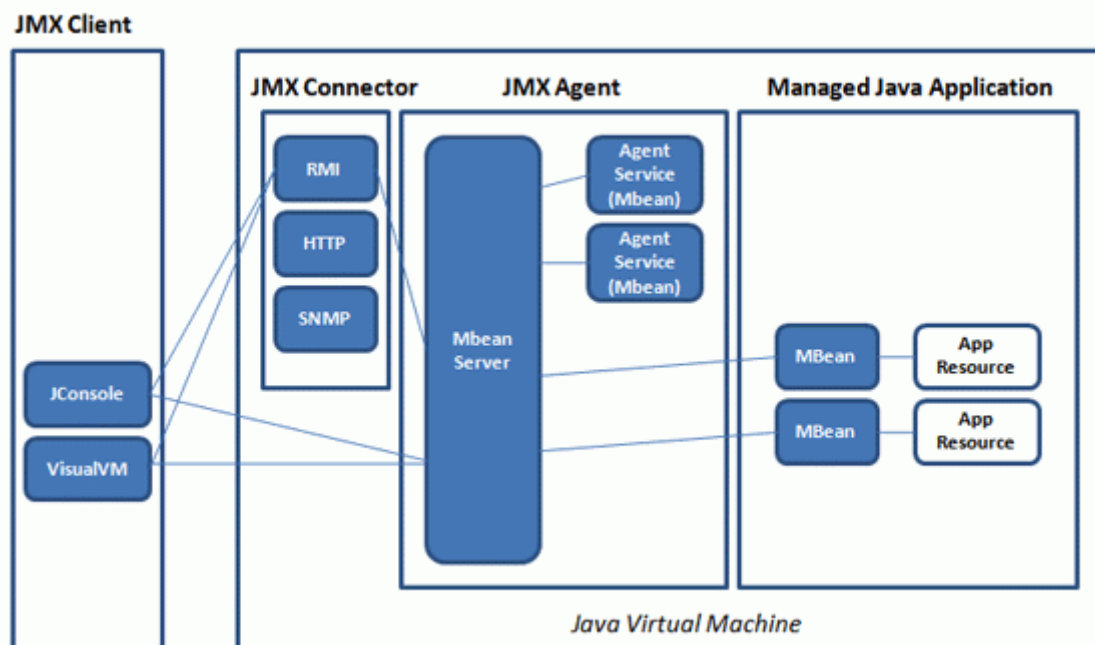 JMX Client
JMX Connector
JMX Agent
Managed Java Application
RMI
HTTP
SNMP
JConsole
VisualVM
Mbean
Server
Agent
Service
(Mbean)
Agent
Service
(Mbean)
MBean
App
Resource
MBean
App
Resource
Java Virtual Machine